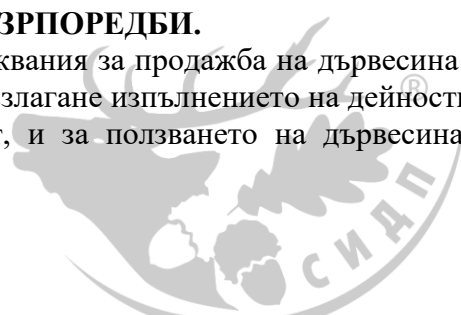 ЗРПОРЕДБИ.
квания за продажба на дървесина
®
злагане изпълнението на дейност
, и за ползването на дървесина
СИДП